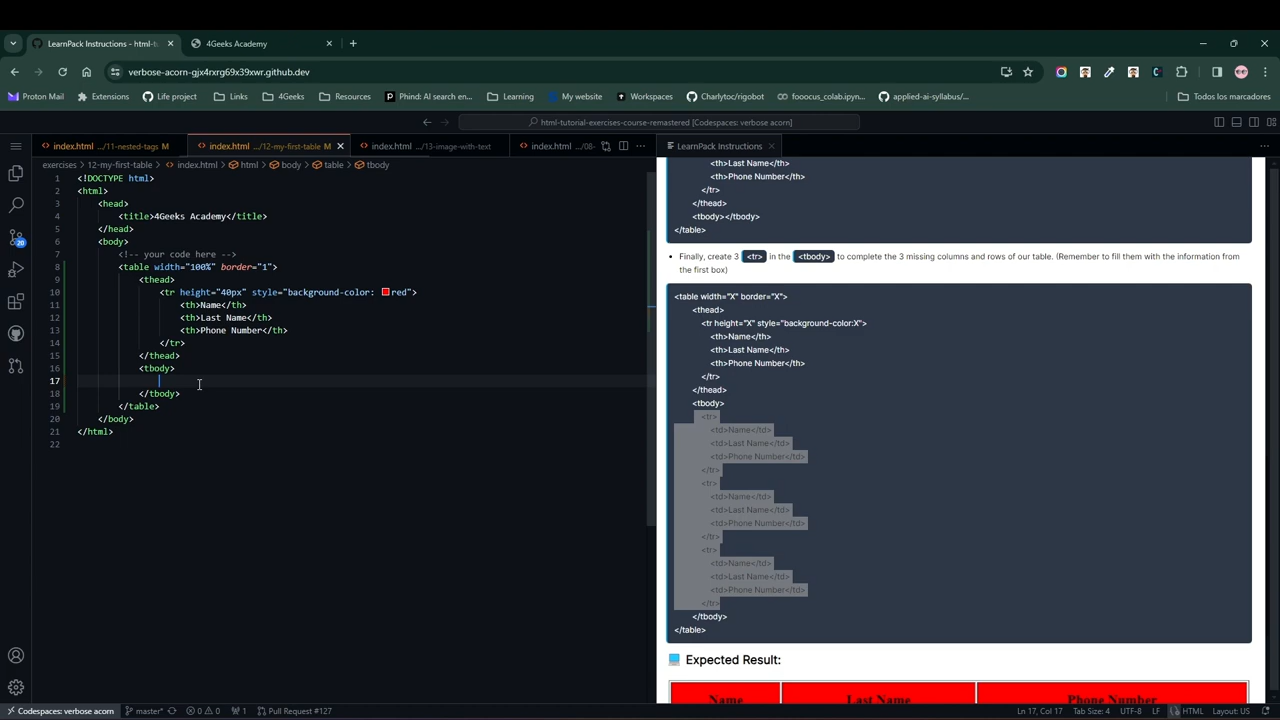 LearnPack Instructions - html-tu
4Geeks Academy
verbose-acorn-gjx4rxrg69x39xwr.github.dev
Proton Mail
Extensions
Life project
Links
4Geeks
Resources
Phind: AI search en...
Learning
My website
Workspaces
Charlytoc/rigobot
fooocus_colab.ipyn...
applied-ai-syllabus/...
Todos los marcadores
html-tutorial-exercises-course-remastered [Codespaces: verbose acorn]
index.html .../11-nested-tags M
index.html .../12-my-first-table M
index.html .../13-image-with-text
index.html .../08-
LearnPack Instructions
exercises > 12-my-first-table > index.html > html > body > table > tbody
1 <!DOCTYPE html>
2 <html>
3 <head>
4 <title>4Geeks Academy</title>
5 </head>
6 <body>
7 <!-- your code here -->
8 <table width="100%" border="1">
9 <thead>
10 <tr height="40px" style="background-color: red">
11 <th>Name</th>
12 <th>Last Name</th>
13 <th>Phone Number</th>
14 </tr>
15 </thead>
16 <tbody>
17
18 </tbody>
19 </table>
20 </body>
21 </html>
22
<th>Last Name</th>
<th>Phone Number</th>
</tr>
</thead>
<tbody></tbody>
</table>
• Finally, create 3 <tr> in the <tbody> to complete the 3 missing columns and rows of our table. (Remember to fill them with the information from
the first box)
<table width="X" border="X">
<thead>
<tr height="X" style="background-color:X">
<th>Name</th>
<th>Last Name</th>
<th>Phone Number</th>
</tr>
</thead>
<tbody>
<tr>
<td>Name</td>
<td>Last Name</td>
<td>Phone Number</td>
</tr>
<tr>
<td>Name</td>
<td>Last Name</td>
<td>Phone Number</td>
</tr>
<tr>
<td>Name</td>
<td>Last Name</td>
<td>Phone Number</td>
</tr>
</tbody>
</table>
Expected Result:
Name
Last Name
Phone Number
20
Codespaces: verbose acorn
master*
0
0
1
Pull Request #127
Ln 17, Col 17
Tab Size: 4
UTF-8
LF
HTML
Layout: US